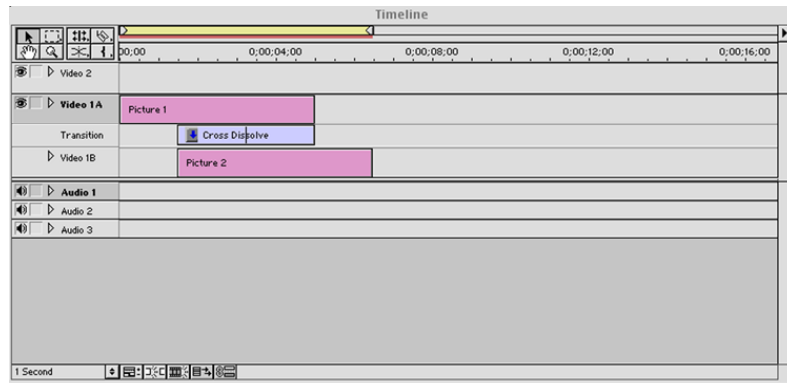 Timeline
00;00 0;00;04;00 0;00;08;00 0;00;12;00 0;00;16;00
Video 2
Video 1A Picture 1
Transition Cross Dissolve
Video 1B Picture 2
Audio 1
Audio 2
Audio 3
1 Second